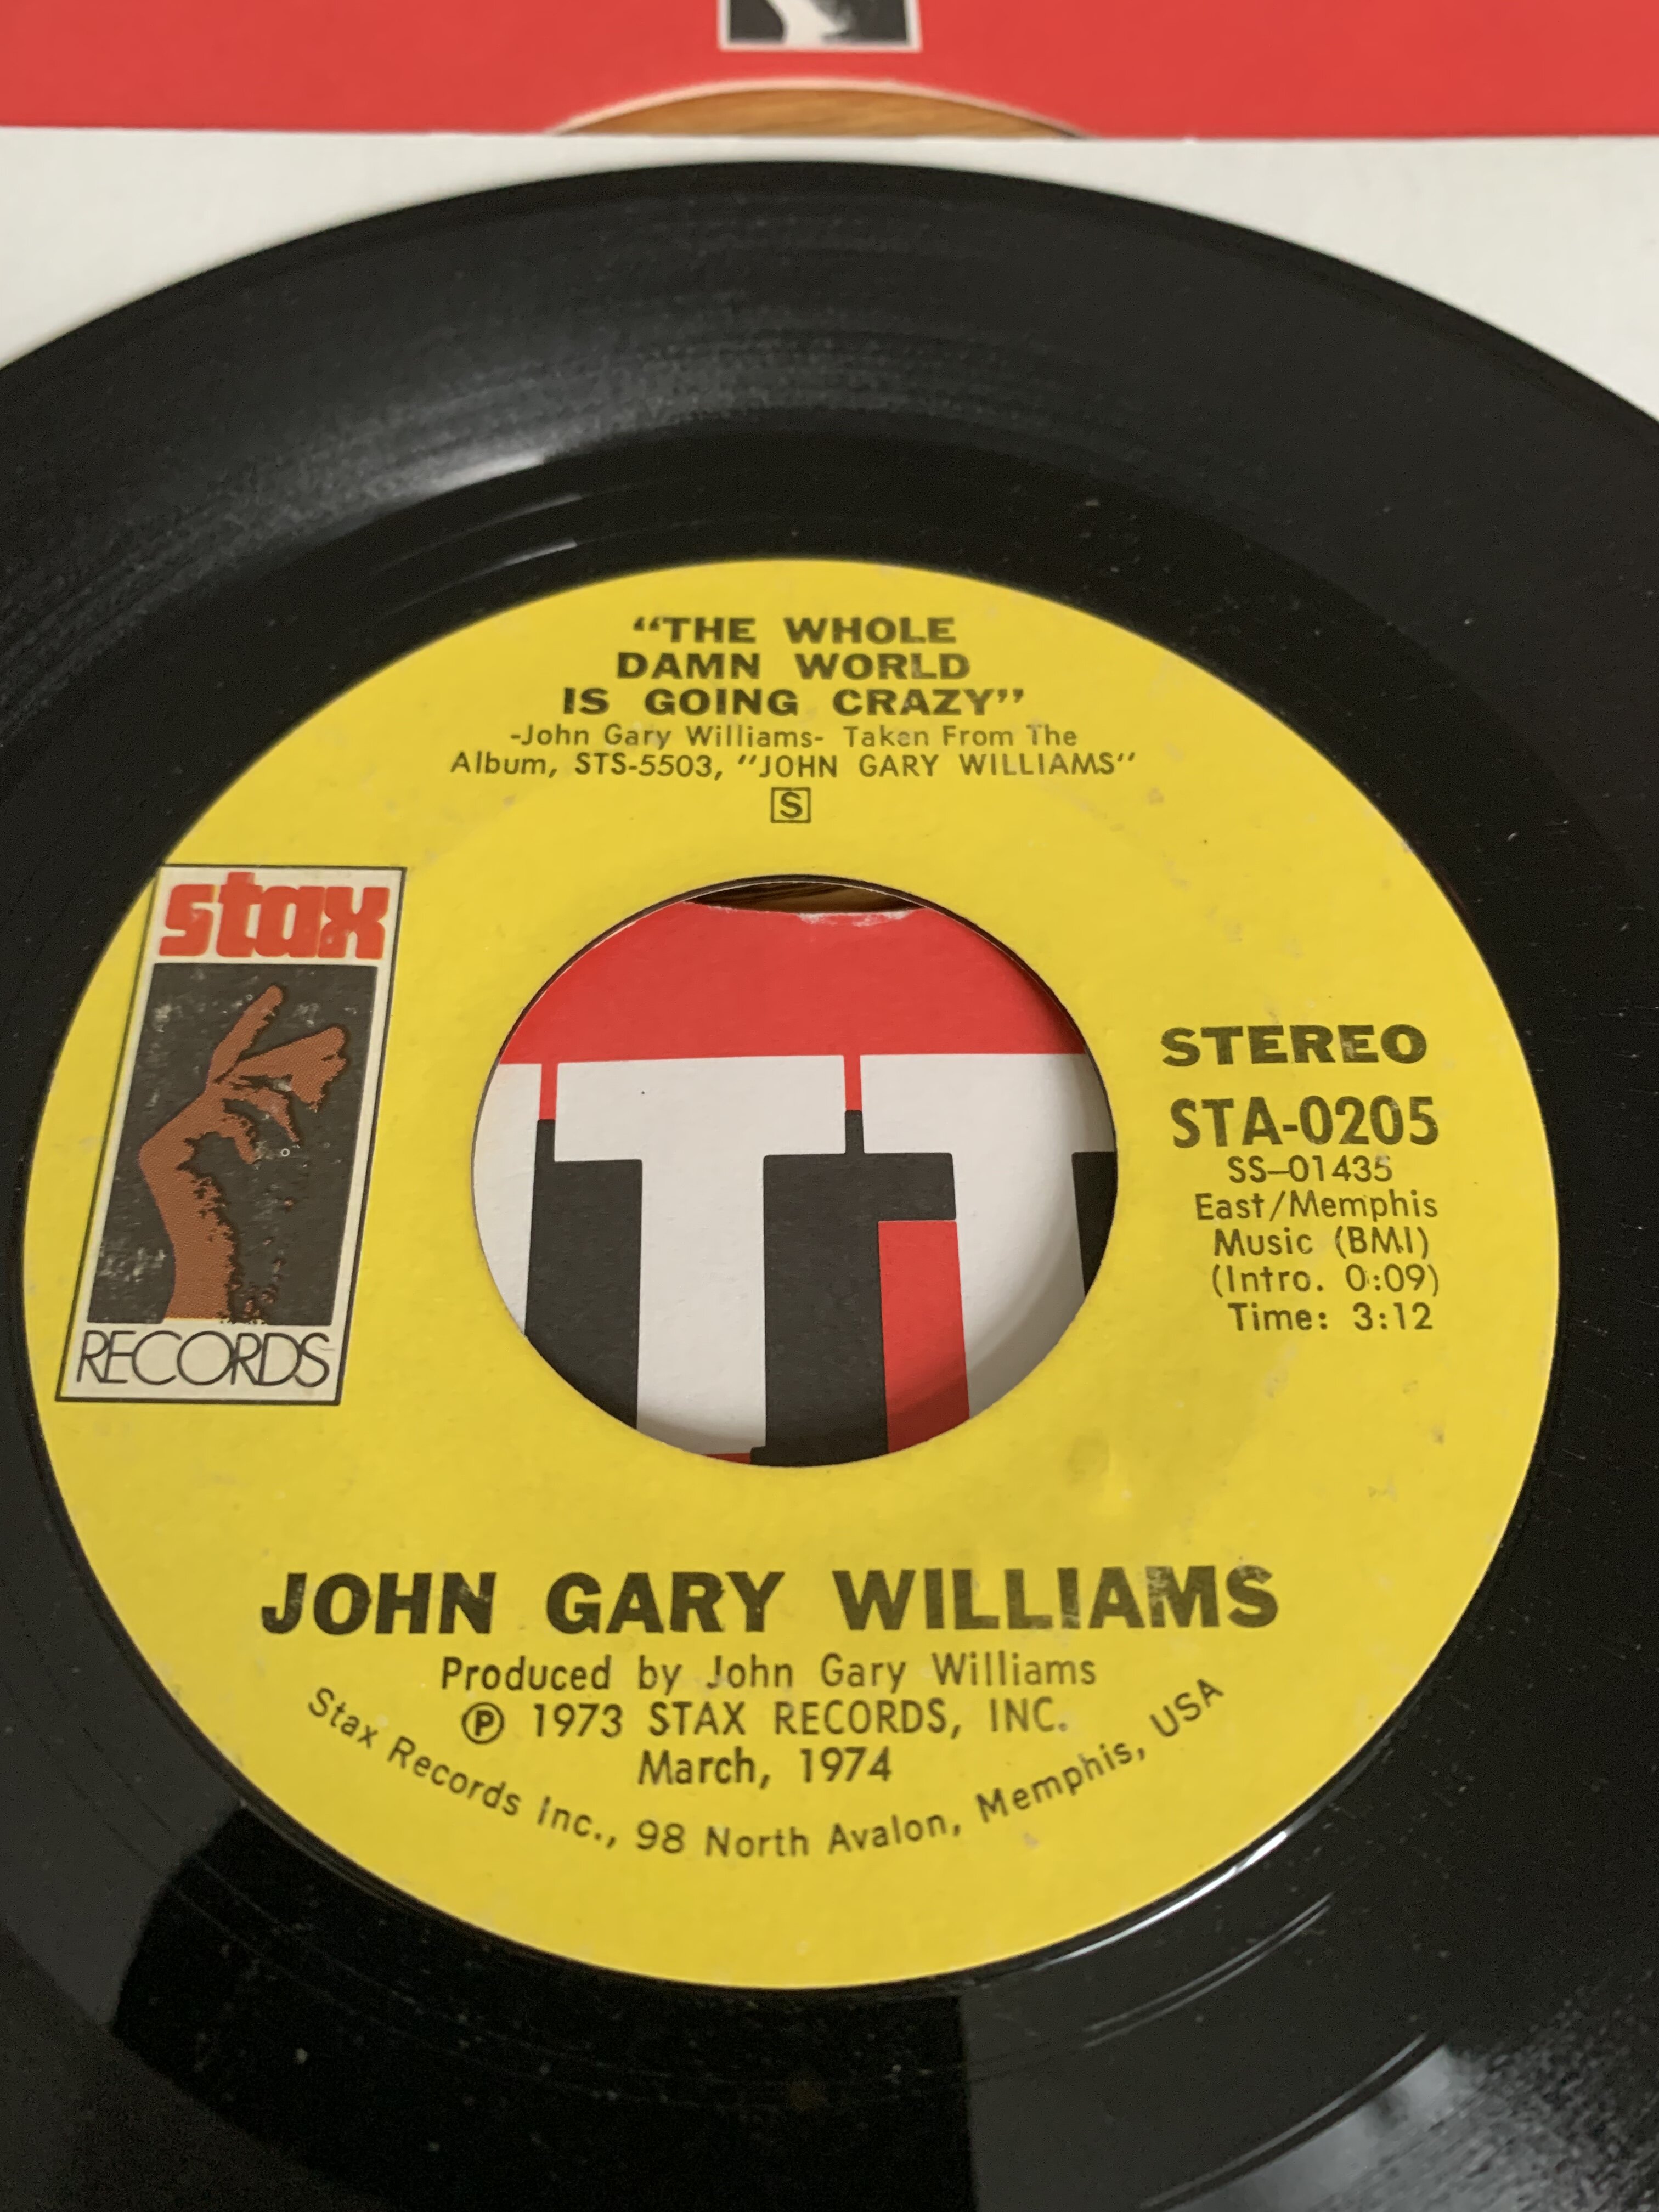 “THE WHOLE
DAMN WORLD
IS GOING CRAZY”
-John Gary Williams- Taken From The
Album, STS-5503, “JOHN GARY WILLIAMS”
S
stax
RECORDS
STEREO
STA-0205
SS—01435
East/Memphis
Music (BMI)
(Intro. 0:09)
Time: 3:12
JOHN GARY WILLIAMS
Produced by John Gary Williams
Ⓟ 1973 STAX RECORDS, INC.
March, 1974
Stax Records Inc., 98 North Avalon, Memphis, USA